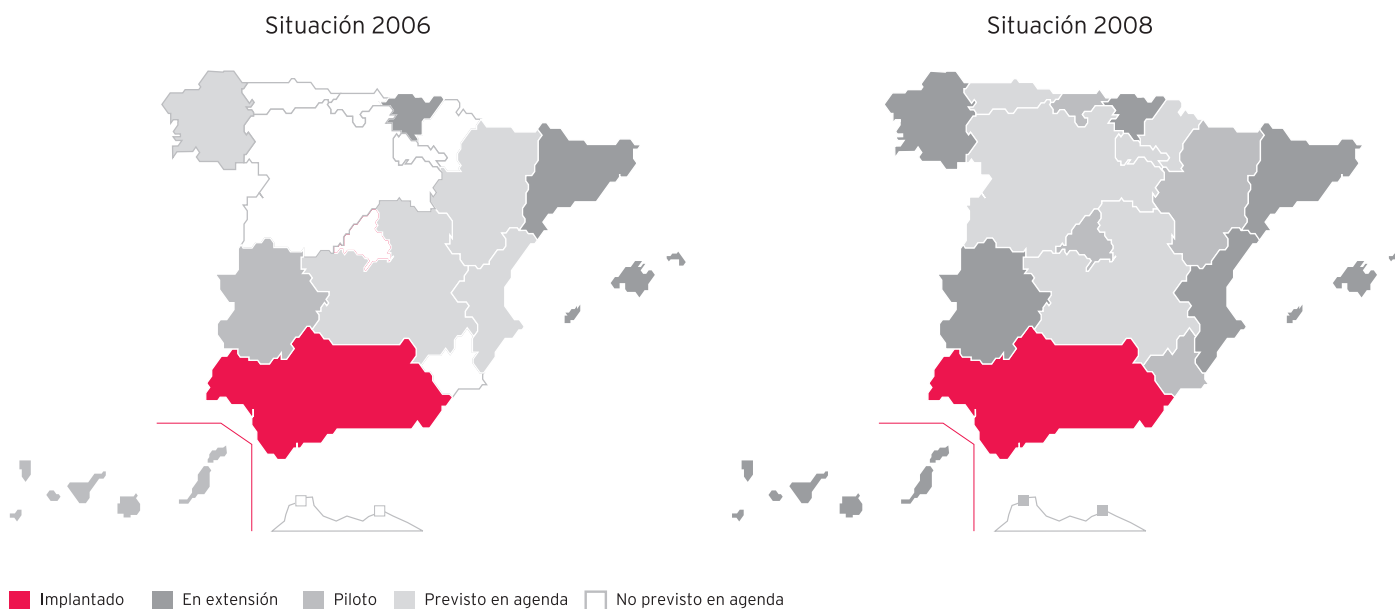 Situación 2006
Situación 2008
Implantado
En extensión
Piloto
Previsto en agenda
No previsto en agenda